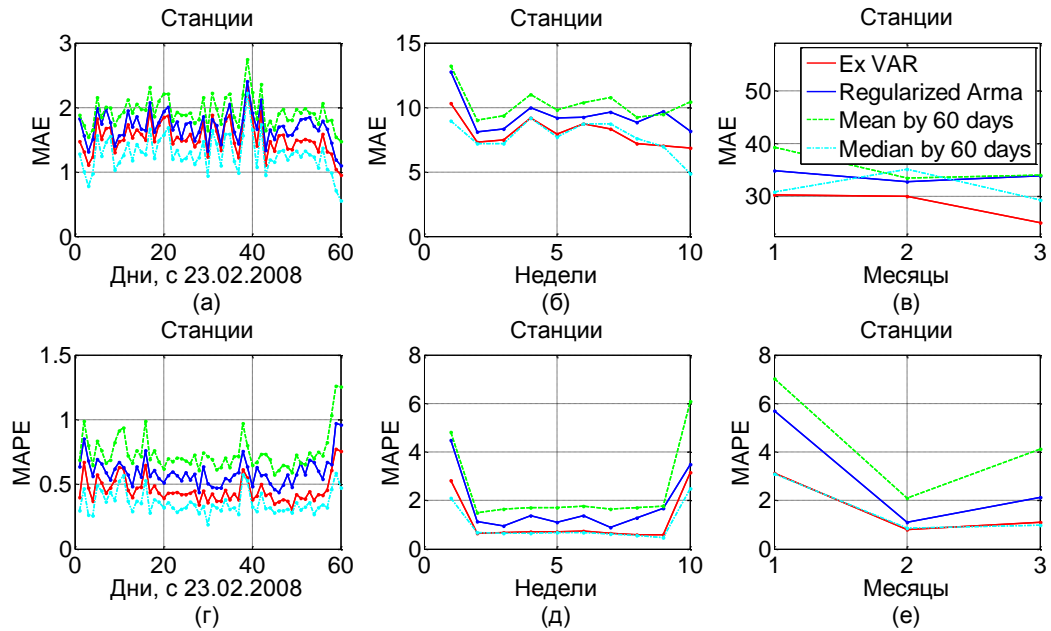 Станции
MAE
3
2
1
0
0 20 40 60
Дни, с 23.02.2008
(а)
Станции
MAE
15
10
5
0
0 5 10
Недели
(б)
Станции
MAE
50
40
30
1 2 3
Месяцы
(в)
Ex VAR
Regularized Arma
Mean by 60 days
Median by 60 days
Станции
MAPE
1.5
1
0.5
0
0 20 40 60
Дни, с 23.02.2008
(г)
Станции
MAPE
8
6
4
2
0
0 5 10
Недели
(д)
Станции
MAPE
8
6
4
2
0
1 2 3
Месяцы
(е)